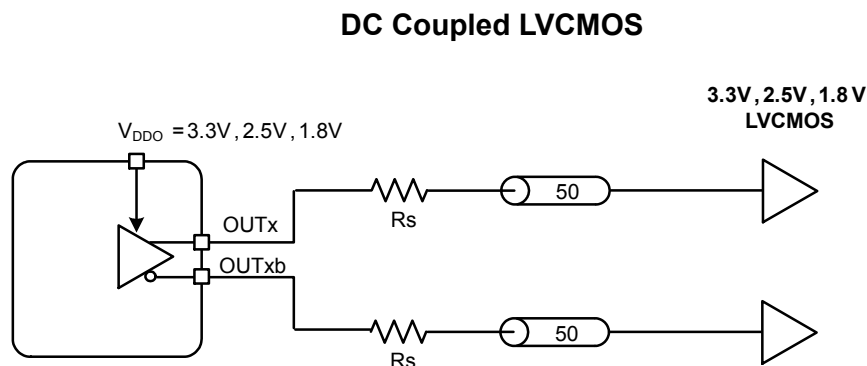 DC Coupled LVCMOS
3.3V, 2.5V, 1.8 V
LVCMOS
VDDO = 3.3V, 2.5V, 1.8V
OUTx
Rs
50
OUTxb
Rs
50